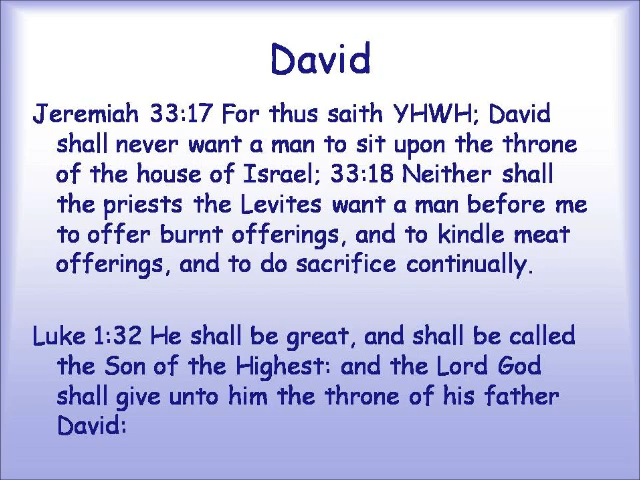 David
Jeremiah 33:17 For thus saith YHWH; David
shall never want a man to sit upon the throne
of the house of Israel; 33:18 Neither shall
the priests the Levites want a man before me
to offer burnt offerings, and to kindle meat
offerings, and to do sacrifice continually.
Luke 1:32 He shall be great, and shall be called
the Son of the Highest: and the Lord God
shall give unto him the throne of his father
David: